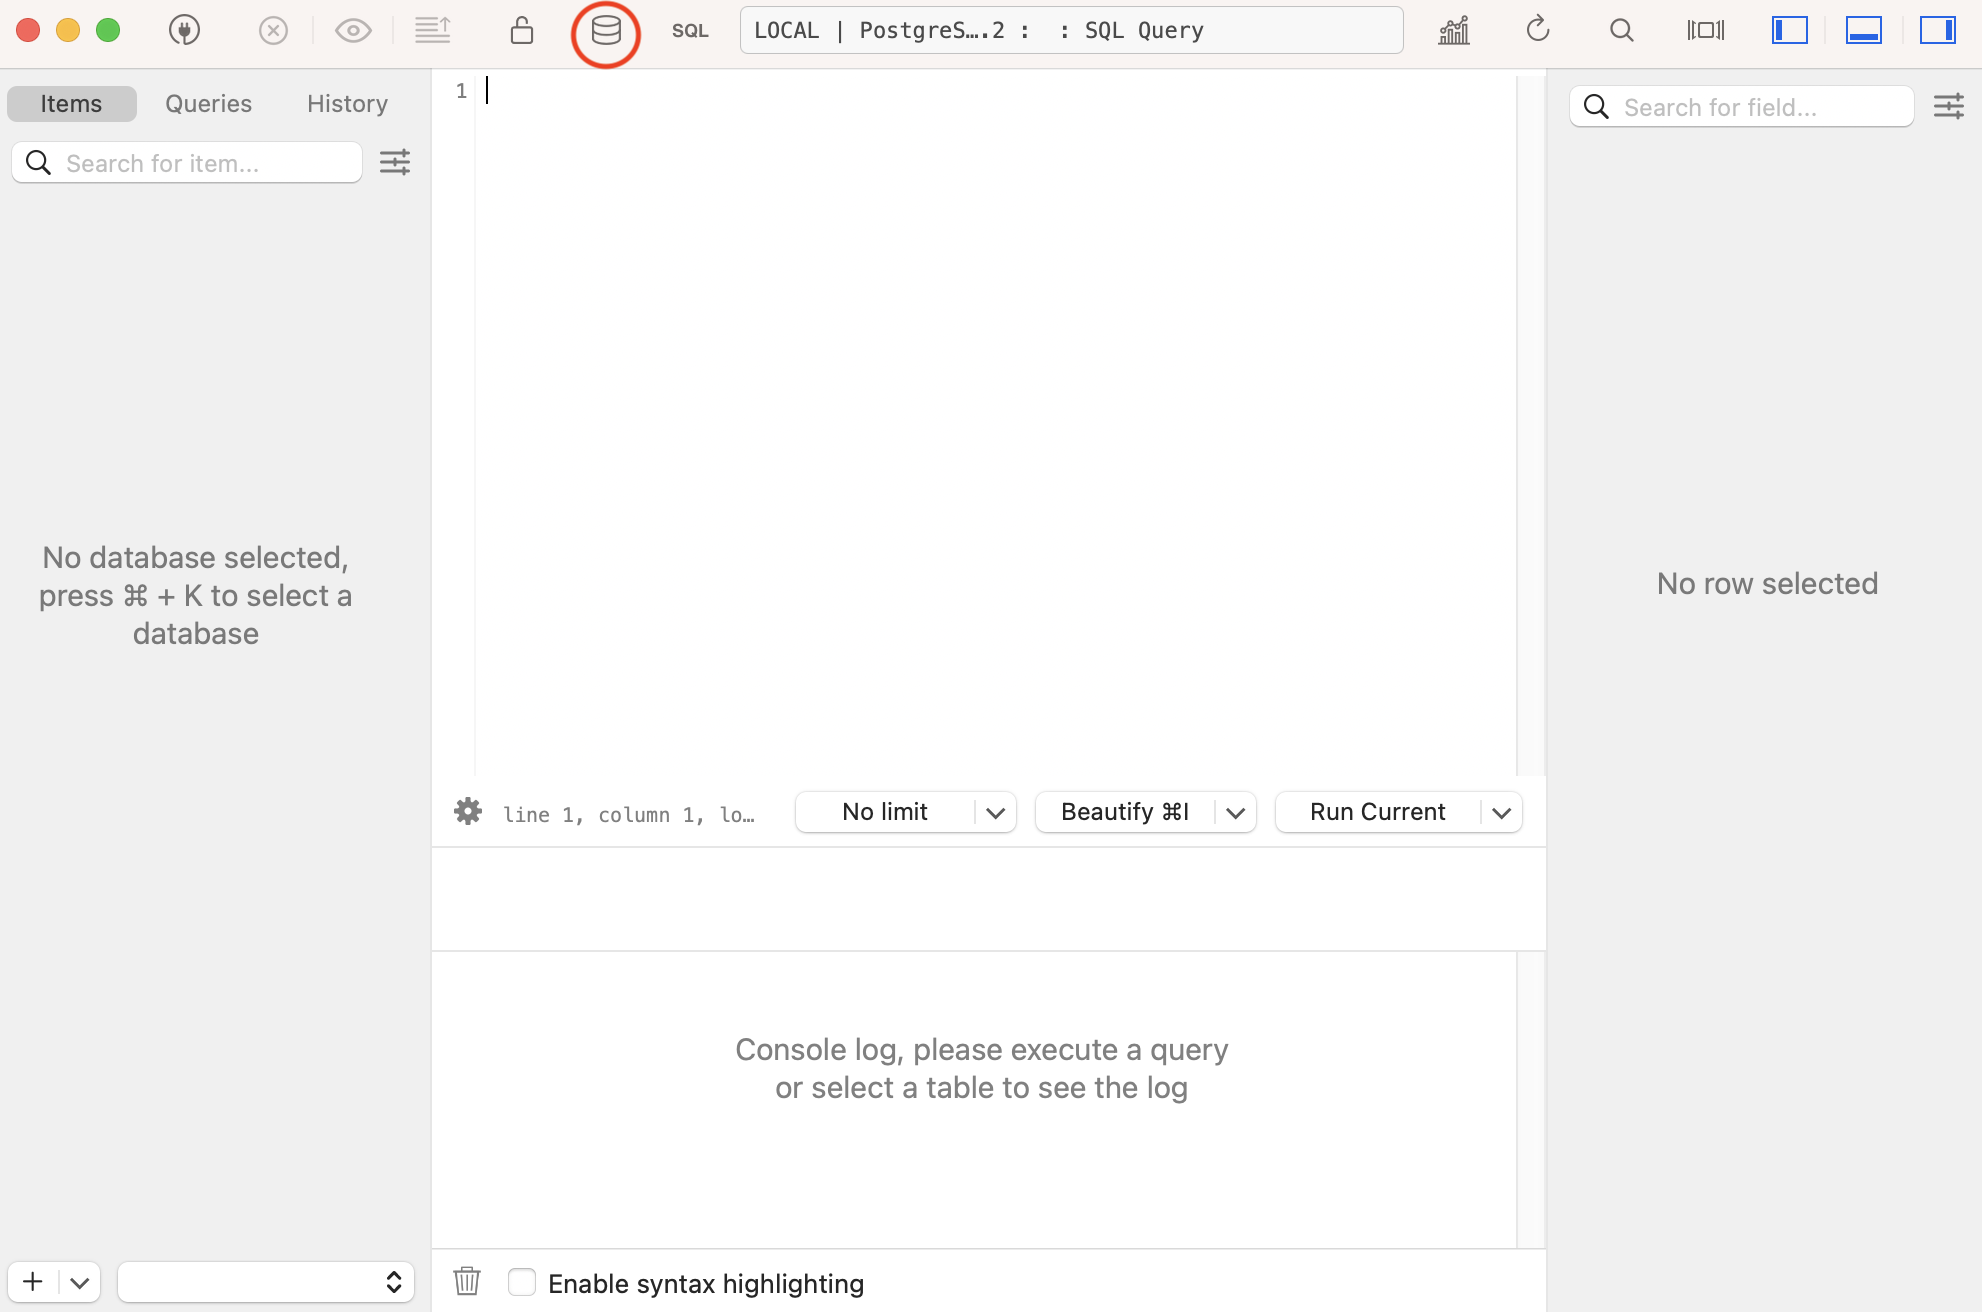 SQL
LOCAL | PostgreS….2 :  : SQL Query
Items
Queries
History
Search for item...
No database selected,
press ⌘ + K to select a
database
1
line 1, column 1, lo…
No limit
Beautify ⌘I
Run Current
Console log, please execute a query
or select a table to see the log
Enable syntax highlighting
Search for field...
No row selected